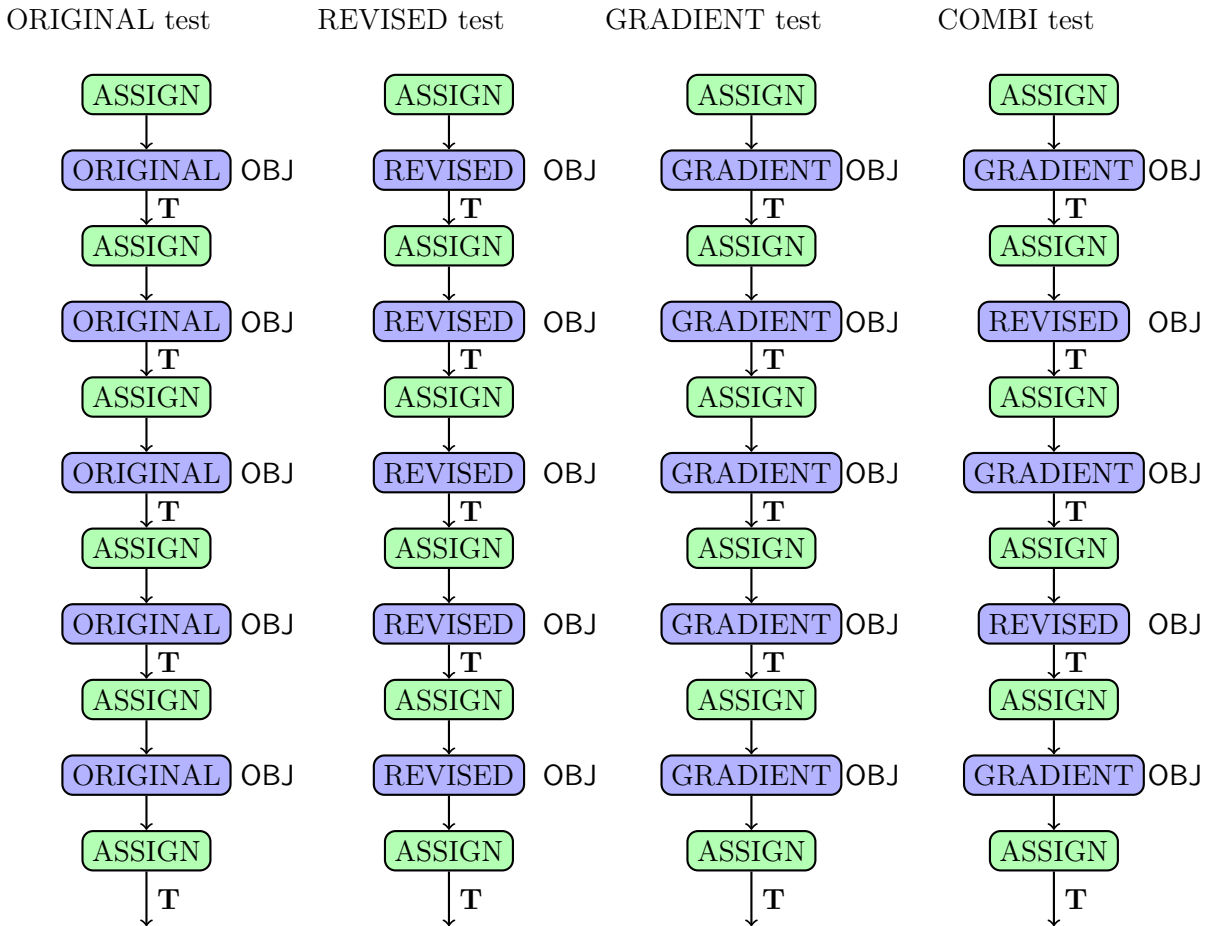 ORIGINAL test REVISED test GRADIENT test COMBI test
ASSIGN ASSIGN ASSIGN ASSIGN
ORIGINAL OBJ REVISED OBJ GRADIENT OBJ GRADIENT OBJ
T T T T
ASSIGN ASSIGN ASSIGN ASSIGN
ORIGINAL OBJ REVISED OBJ GRADIENT OBJ REVISED OBJ
T T T T
ASSIGN ASSIGN ASSIGN ASSIGN
ORIGINAL OBJ REVISED OBJ GRADIENT OBJ GRADIENT OBJ
T T T T
ASSIGN ASSIGN ASSIGN ASSIGN
ORIGINAL OBJ REVISED OBJ GRADIENT OBJ REVISED OBJ
T T T T
ASSIGN ASSIGN ASSIGN ASSIGN
ORIGINAL OBJ REVISED OBJ GRADIENT OBJ GRADIENT OBJ
ASSIGN ASSIGN ASSIGN ASSIGN
T T T T